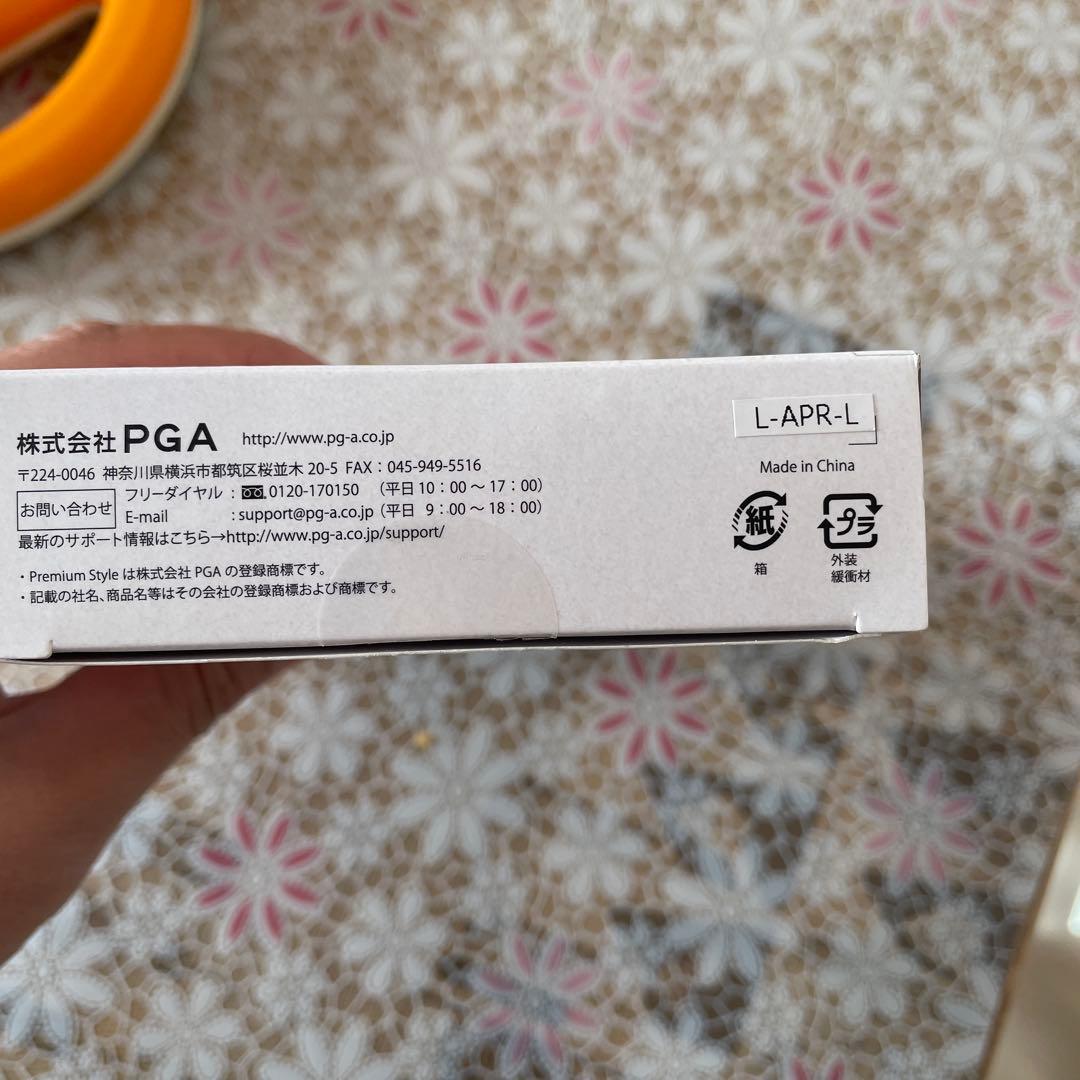 株式会社 PGA http://www.pg-a.co.jp
〒224-0046 神奈川県横浜市都筑区桜並木 20-5 FAX：045-949-5516
お問い合わせ
フリーダイヤル : 0120-170150 （平日 10：00 〜 17：00）
E-mail : support@pg-a.co.jp（平日 9：00 〜 18：00）
最新のサポート情報はこちら→http://www.pg-a.co.jp/support/
・Premium Style は株式会社 PGA の登録商標です。
・記載の社名、商品名等はその会社の登録商標および商標です。
L-APR-L
Made in China
紙
箱
プラ
外装
緩衝材